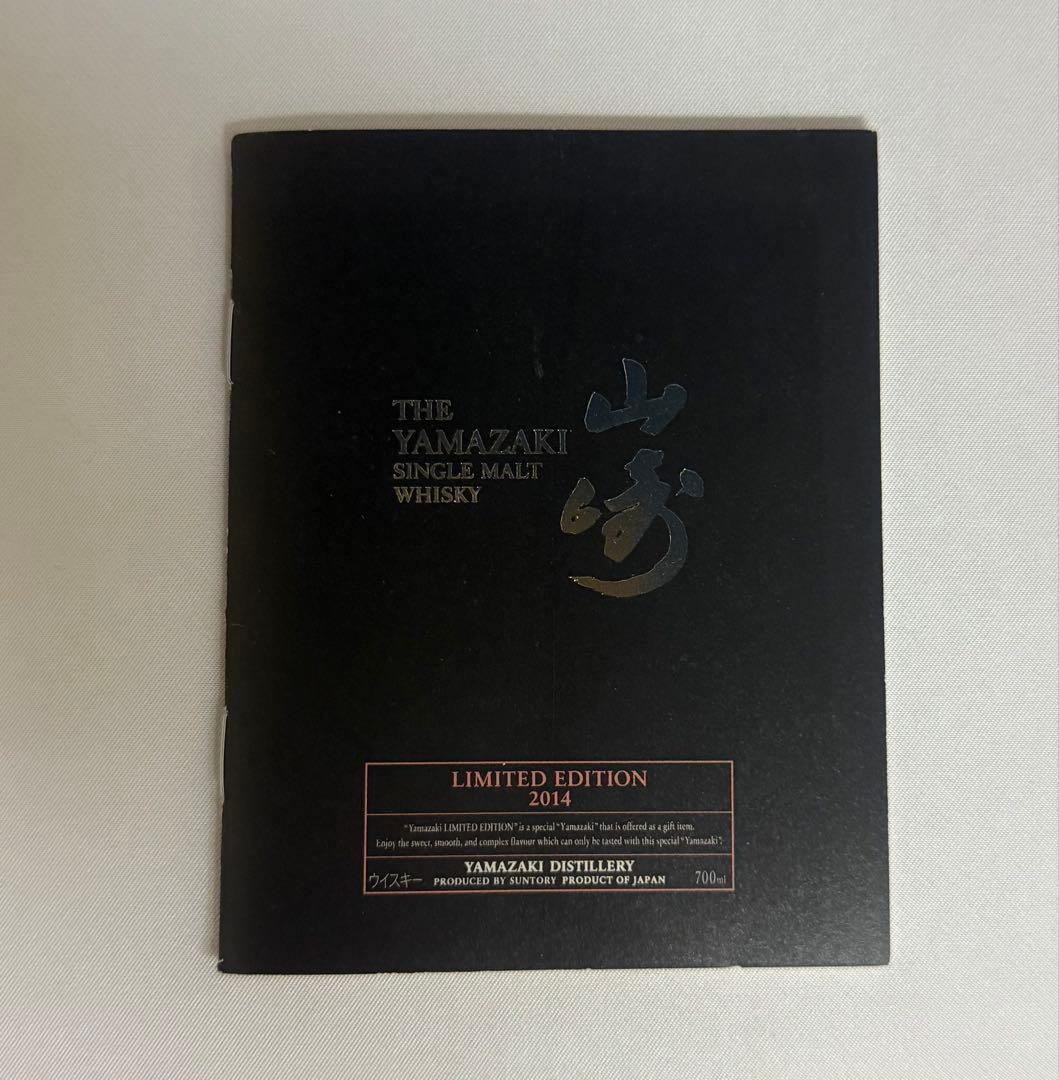 THE
YAMAZAKI
SINGLE MALT
WHISKY
山崎
LIMITED EDITION
2014
"Yamazaki LIMITED EDITION" is a special "Yamazaki" that is offered as a gift item.
Enjoy the sweet, smooth, and complex flavour which can only be tasted with this special "Yamazaki".
YAMAZAKI DISTILLERY
ウイスキー PRODUCED BY SUNTORY PRODUCT OF JAPAN 700ml